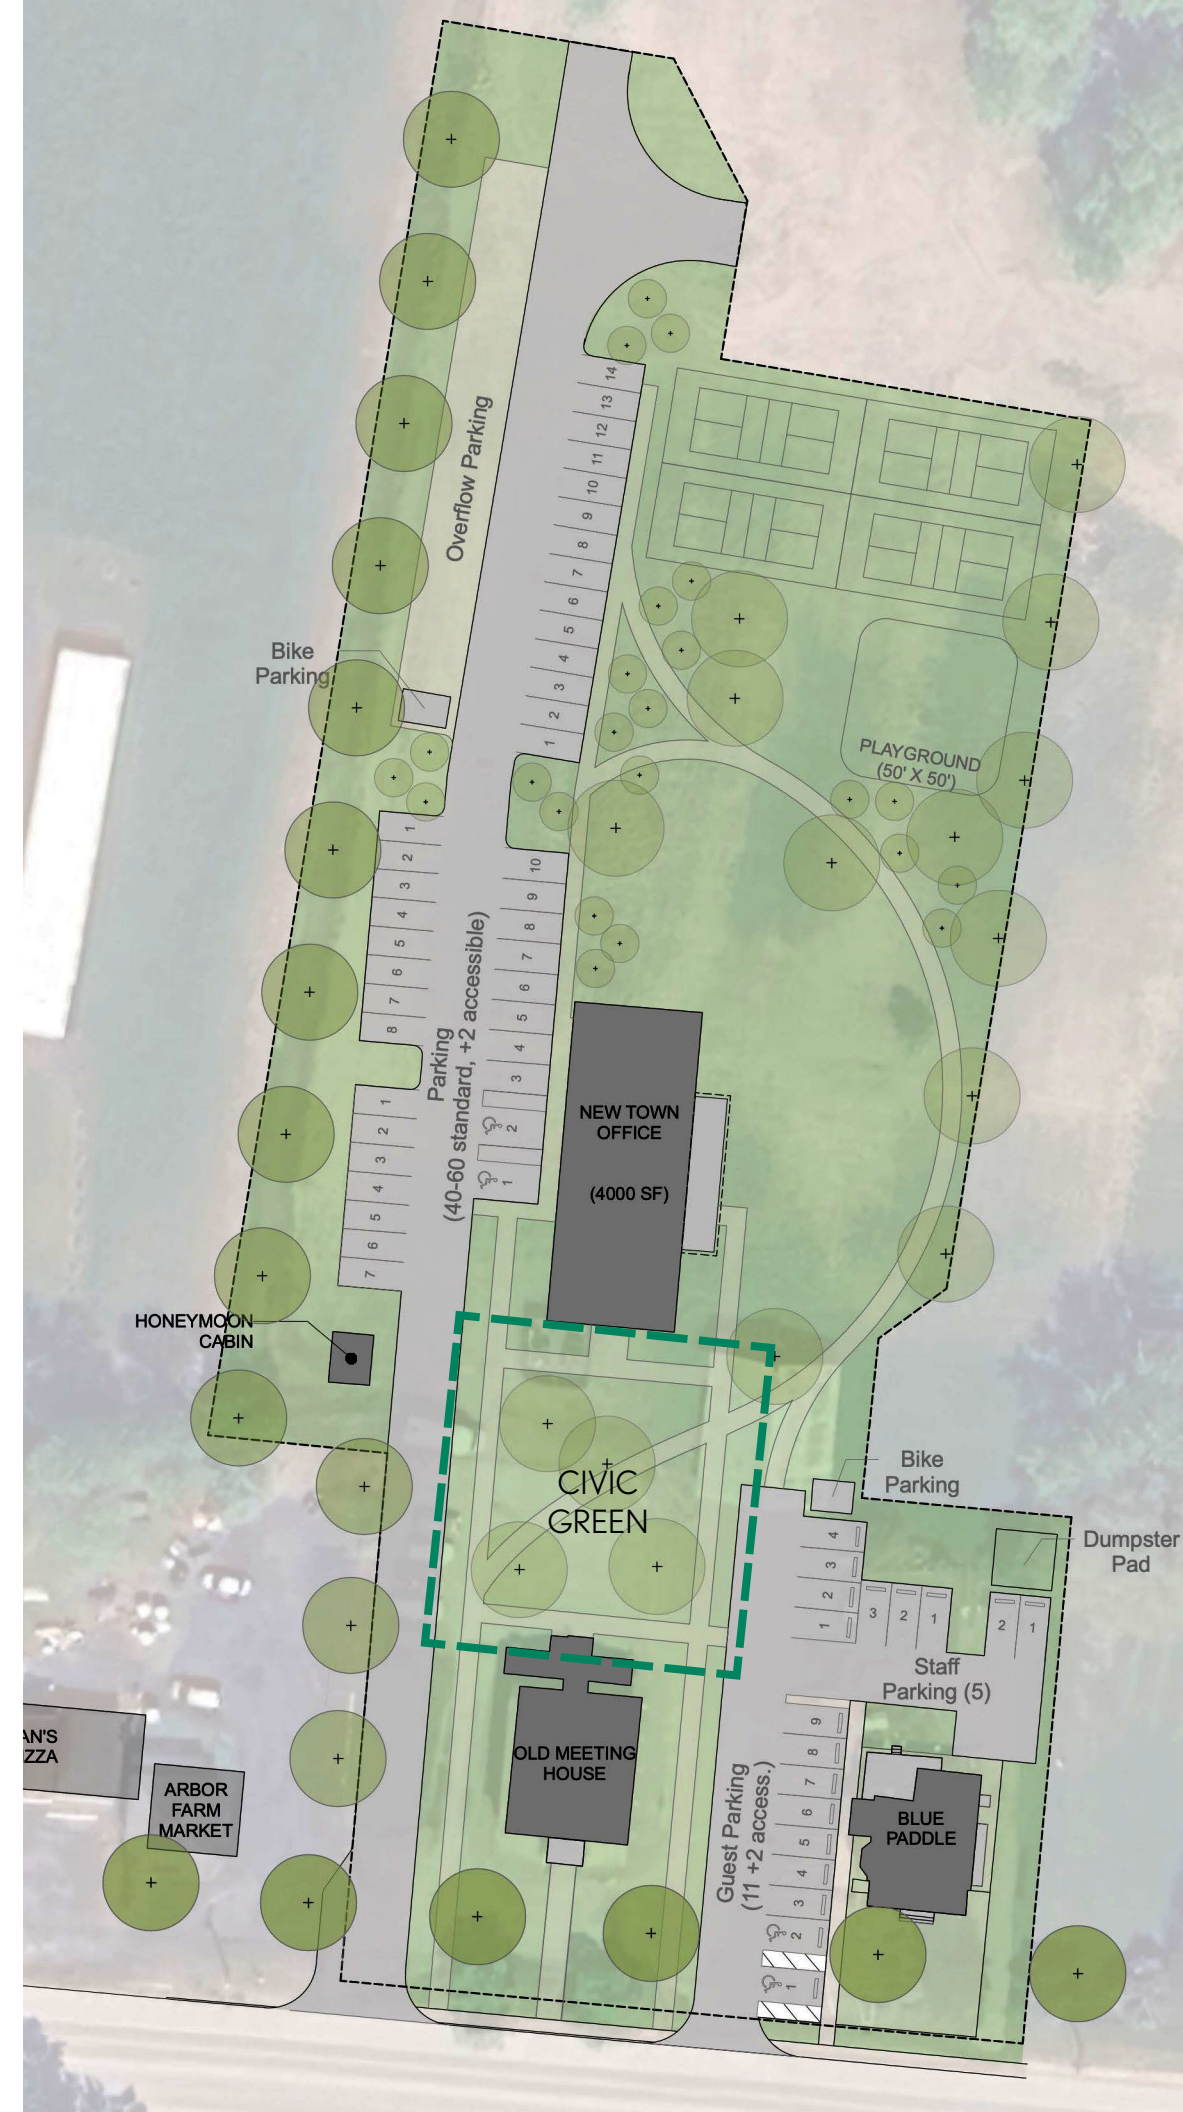 14
13
12
11
10
9
8
7
6
5
4
3
2
1
Overflow Parking
Bike
Parking
PLAYGROUND
(50' X 50')
1
2
3
4
5
6
7
8
10
9
8
7
6
5
4
3
2
1
Parking
(40-60 standard, +2 accessible)
1
2
3
4
5
6
7
NEW TOWN
OFFICE
(4000 SF)
HONEYMOON
CABIN
CIVIC
GREEN
Bike
Parking
Dumpster
Pad
4
3
2
1
3
2
1
2
1
Staff
Parking (5)
OLD MEETING
HOUSE
AN'S
ZZA
ARBOR
FARM
MARKET
Guest Parking
(11 +2 access.)
9
8
7
6
5
4
3
2
1
BLUE
PADDLE